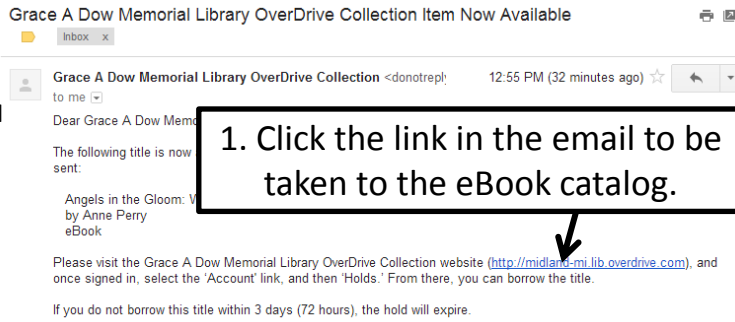 Grace A Dow Memorial Library OverDrive Collection Item Now Available
Inbox x
Grace A Dow Memorial Library OverDrive Collection <donotreply 12:55 PM (32 minutes ago)
to me
Dear Grace A Dow Memo
1. Click the link in the email to be
taken to the eBook catalog.
The following title is now
sent:
Angels in the Gloom:
by Anne Perry
eBook
Please visit the Grace A Dow Memorial Library OverDrive Collection website (http://midland-mi.lib.overdrive.com), and
once signed in, select the 'Account' link, and then 'Holds.' From there, you can borrow the title.
If you do not borrow this title within 3 days (72 hours), the hold will expire.